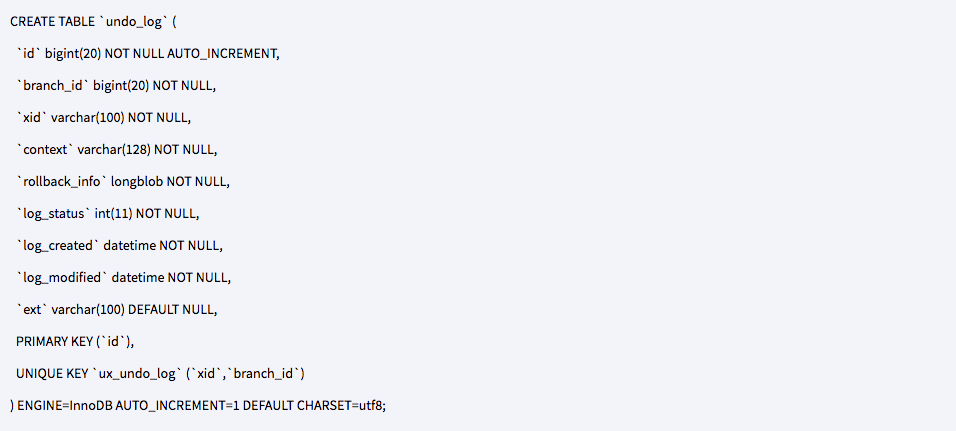 CREATE TABLE `undo_log` (
`id` bigint(20) NOT NULL AUTO_INCREMENT,
`branch_id` bigint(20) NOT NULL,
`xid` varchar(100) NOT NULL,
`context` varchar(128) NOT NULL,
`rollback_info` longblob NOT NULL,
`log_status` int(11) NOT NULL,
`log_created` datetime NOT NULL,
`log_modified` datetime NOT NULL,
`ext` varchar(100) DEFAULT NULL,
PRIMARY KEY (`id`),
UNIQUE KEY `ux_undo_log` (`xid`,`branch_id`)
) ENGINE=InnoDB AUTO_INCREMENT=1 DEFAULT CHARSET=utf8;